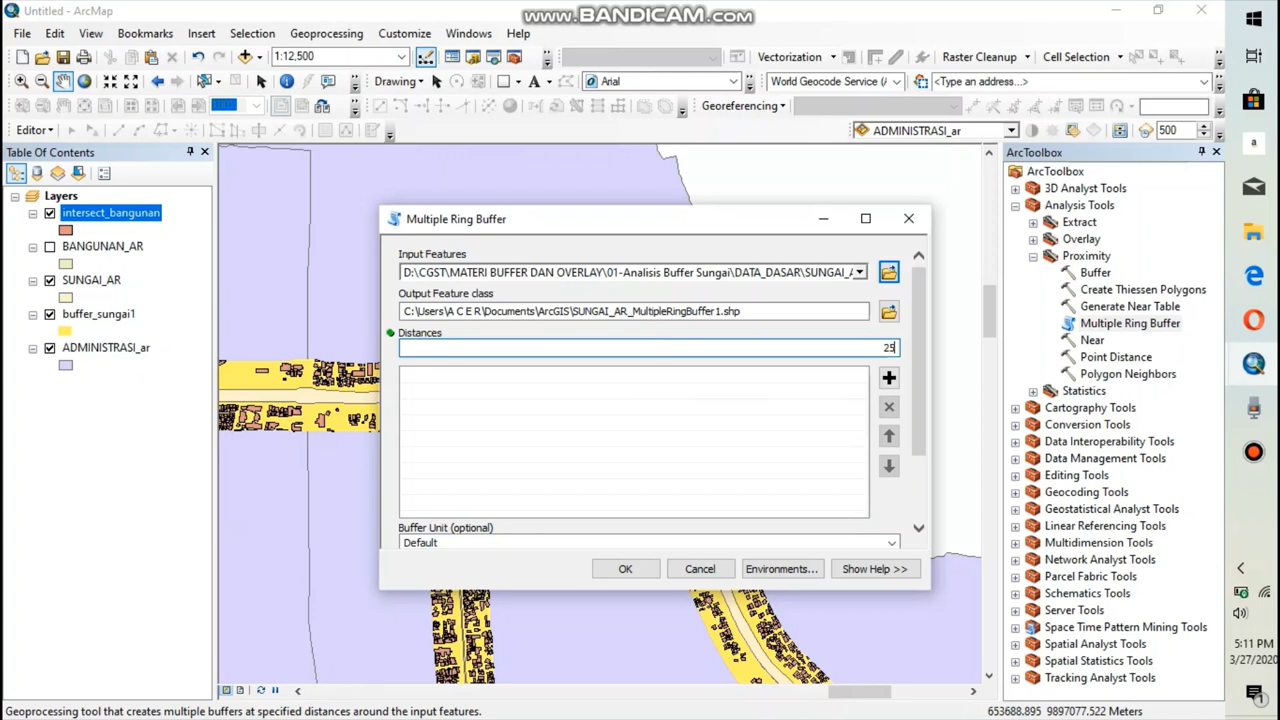 Untitled - ArcMap
www.BANDICAM.com
File Edit View Bookmarks Insert Selection Geoprocessing Customize Windows Help
1:12,500
Vectorization
Raster Cleanup
Cell Selection
Drawing
A
Arial
World Geocode Service (A
<Type an address...>
Georeferencing
Editor
ADMINISTRASI_ar
500
Table Of Contents
Layers
intersect_bangunan
BANGUNAN_AR
SUNGAI_AR
buffer_sungai1
ADMINISTRASI_ar
Multiple Ring Buffer
Input Features
D:\CGST\MATERI BUFFER DAN OVERLAY\01-Analisis Buffer Sungai\DATA_DASAR\SUNGAI_A
Output Feature class
C:\Users\A C E R\Documents\ArcGIS\SUNGAI_AR_MultipleRingBuffer1.shp
Distances
25
Buffer Unit (optional)
Default
OK
Cancel
Environments...
Show Help >>
ArcToolbox
ArcToolbox
3D Analyst Tools
Analysis Tools
Extract
Overlay
Proximity
Buffer
Create Thiessen Polygons
Generate Near Table
Multiple Ring Buffer
Near
Point Distance
Polygon Neighbors
Statistics
Cartography Tools
Conversion Tools
Data Interoperability Tools
Data Management Tools
Editing Tools
Geocoding Tools
Geostatistical Analyst Tools
Linear Referencing Tools
Multidimension Tools
Network Analyst Tools
Parcel Fabric Tools
Schematics Tools
Server Tools
Space Time Pattern Mining Tools
Spatial Analyst Tools
Spatial Statistics Tools
Tracking Analyst Tools
a
5:11 PM
3/27/2020
1
Geoprocessing tool that creates multiple buffers at specified distances around the input features.
653688.895 9897077.522 Meters